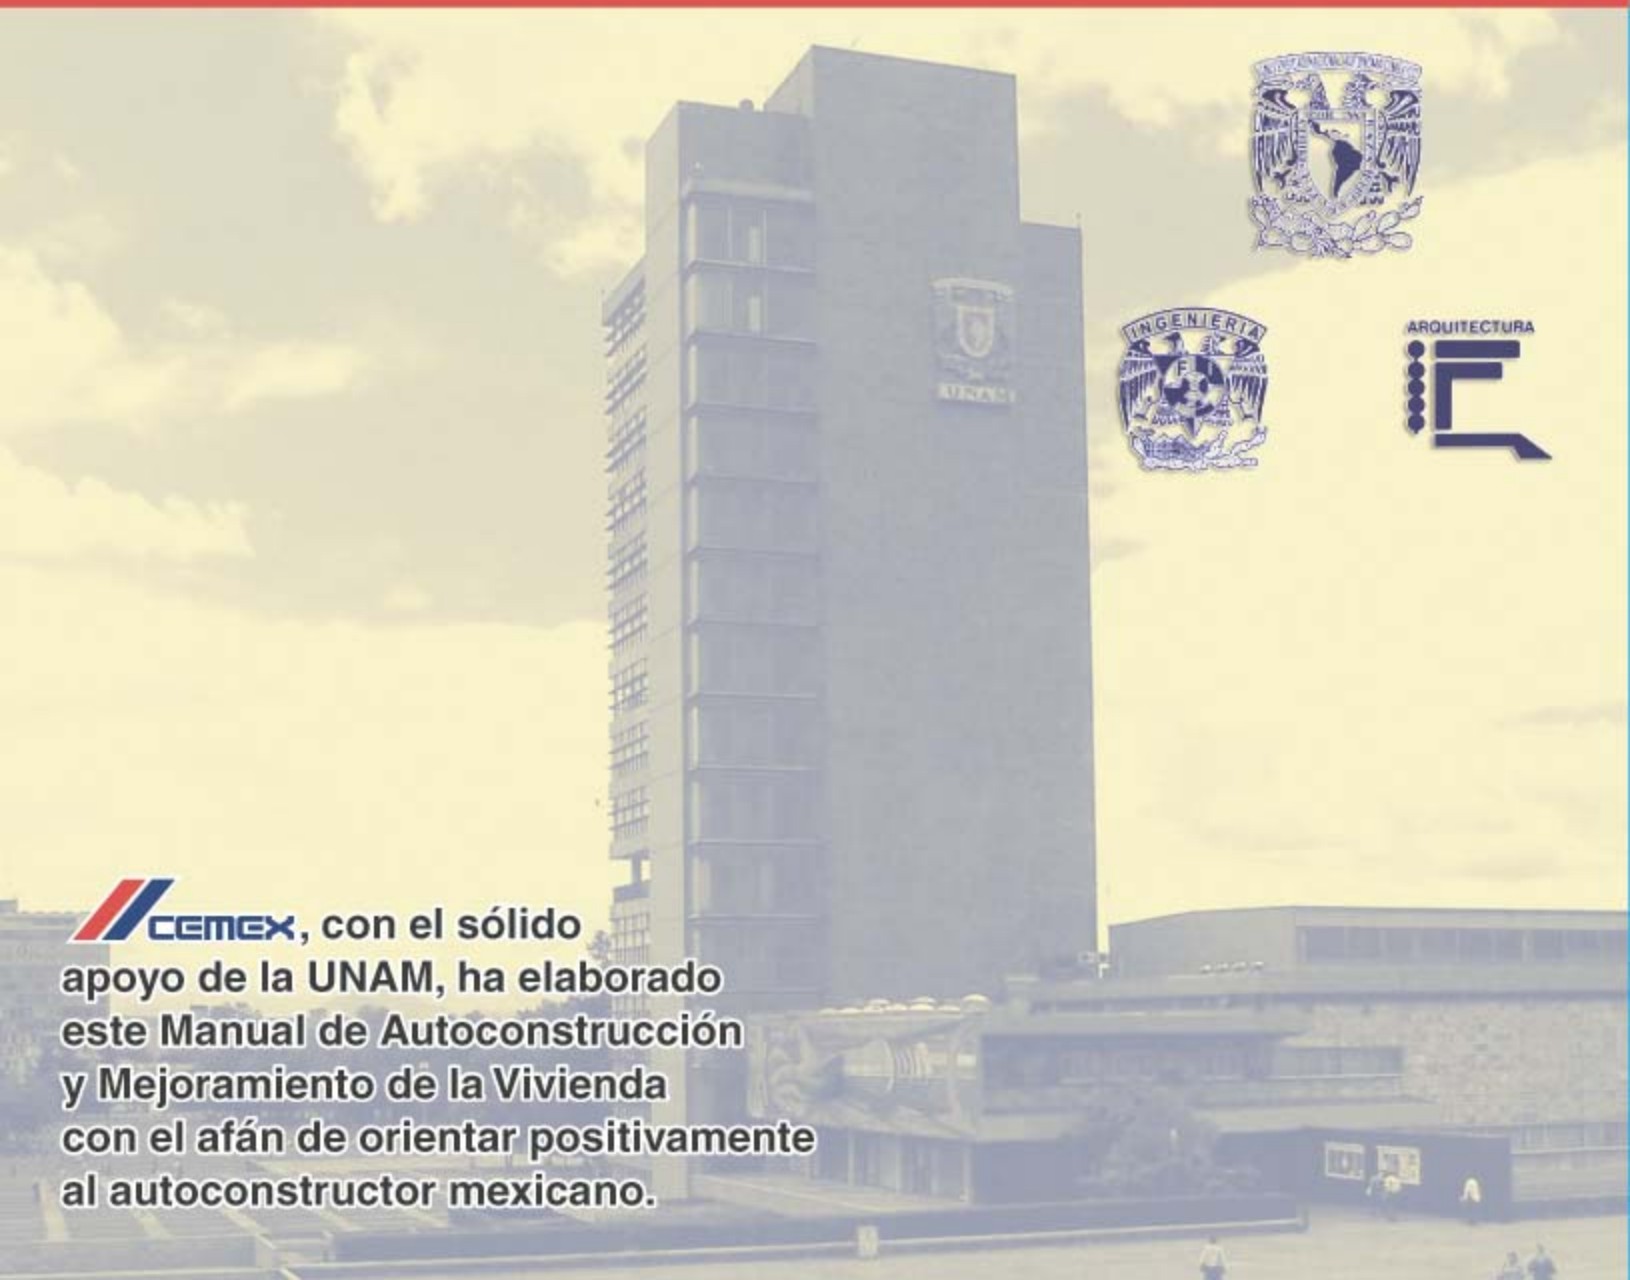 INGENIERIA
ARQUITECTURA
F I
UNAM
CEMEX, con el sólido
apoyo de la UNAM, ha elaborado
este Manual de Autoconstrucción
y Mejoramiento de la Vivienda
con el afán de orientar positivamente
al autoconstructor mexicano.